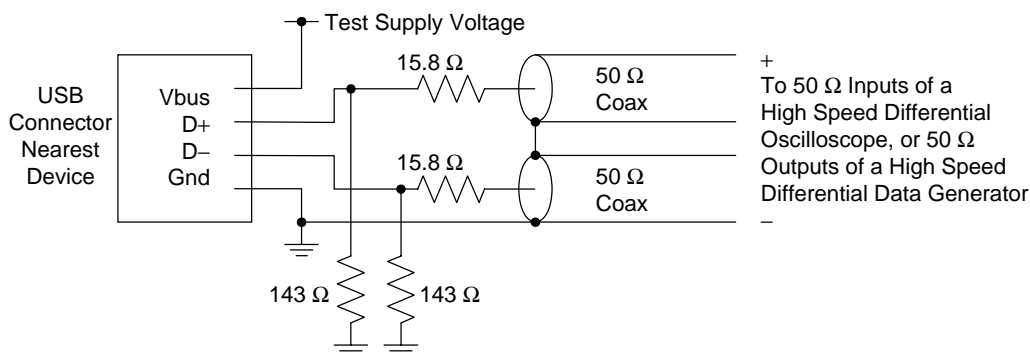 Test Supply Voltage
USB
Connector
Nearest
Device
Vbus
D+
D−
Gnd
15.8 Ω
50 Ω
Coax
15.8 Ω
50 Ω
Coax
143 Ω
143 Ω
+
To 50 Ω Inputs of a
High Speed Differential
Oscilloscope, or 50 Ω
Outputs of a High Speed
Differential Data Generator
−